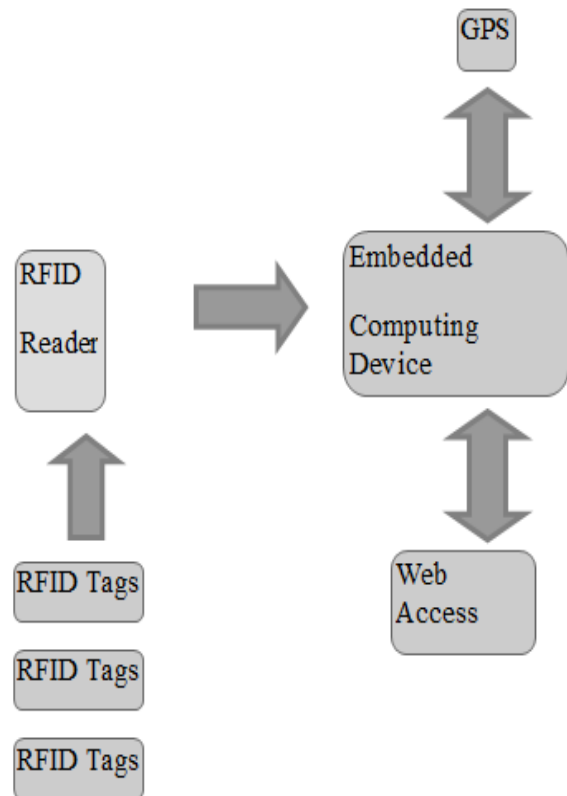 GPS
RFID
Reader
Embedded
Computing
Device
RFID Tags
Web
Access
RFID Tags
RFID Tags